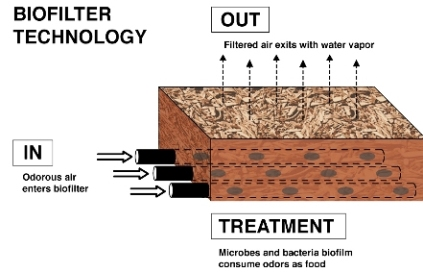 BIOFILTER
TECHNOLOGY
OUT
Filtered air exits with water vapor
IN
Odorous air
enters biofilter
TREATMENT
Microbes and bacteria biofilm
consume odors as food